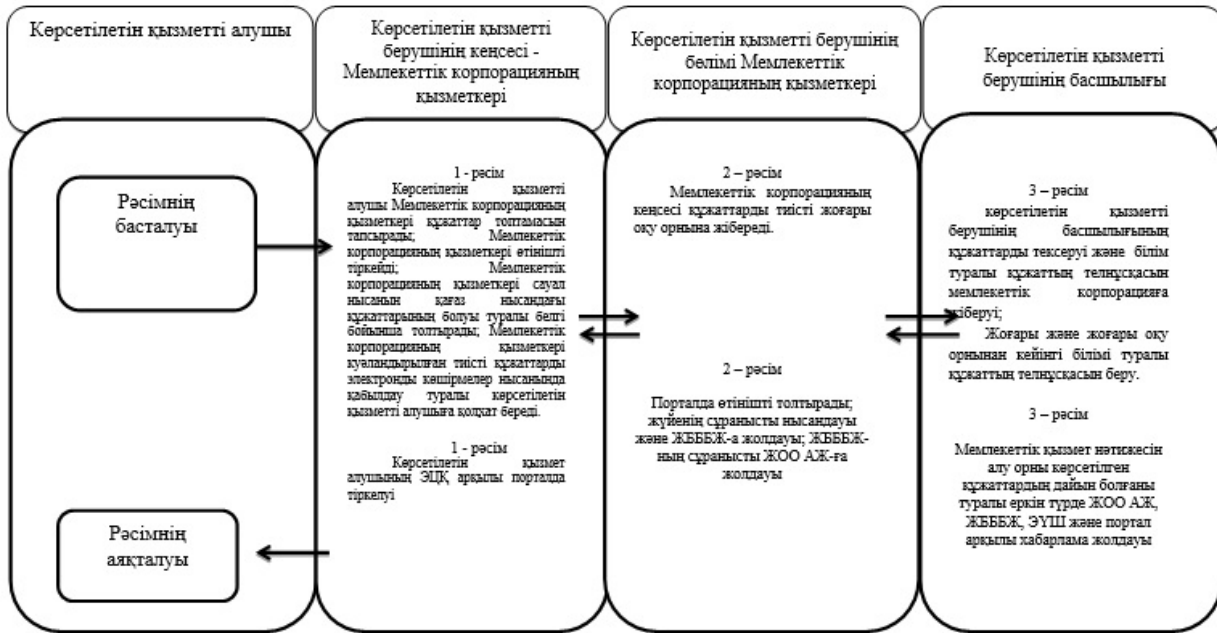 Көрсетілетін қызметті алушы
Көрсетілетін қызметті
берушінің кеңсесі -
Мемлекеттік корпорацияның
қызметкері
Көрсетілетін қызметті берушінің
бөлімі Мемлекеттік
корпорацияның қызметкері
Көрсетілетін қызметті
берушінің басшылығы
Рәсімнің
басталуы
Рәсімнің
аяқталуы
1 - рәсім
Көрсетілетін қызметті
алушы Мемлекеттік корпорацияның
қызметкері құжаттар топтамасын
тапсырады; Мемлекеттік
корпорацияның қызметкері өтінішті
тіркейді; Мемлекеттік
корпорацияның қызметкері сауал
нысанын қағаз нысандағы
құжаттарының болуы туралы белгі
бойынша толтырады; Мемлекеттік
корпорацияның қызметкері
куәландырылған тиісті құжаттарды
электронды көшірмелер нысанында
қабылдау туралы көрсетілетін
қызметті алушыға қолхат береді.
1 - рәсім
Көрсетілетін қызмет
алушының ЭЦҚ арқылы порталда
тіркелуі
2 – рәсім
Мемлекеттік корпорацияның
кеңсесі құжаттарды тиісті жоғары
оқу орнына жібереді.
2 – рәсім
Порталда өтінішті толтырады;
жүйенің сұранысты нысандауы
және ЖБББЖ-а жолдауы; ЖБББЖ-
ның сұранысты ЖОО АЖ-ға
жолдауы
3 – рәсім
көрсетілетін қызметті
берушінің басшылығының
құжаттарды тексеруі және білім
туралы құжаттың телнұсқасын
мемлекеттік корпорацияға
жіберуі;
Жоғары және жоғары оқу
орнынан кейінгі білімі туралы
құжаттың телнұсқасын беру.
3 – рәсім
Мемлекеттік қызмет нәтижесін
алу орны көрсетілген
құжаттардың дайын болғаны
туралы еркін түрде ЖОО АЖ,
ЖБББЖ, ЭҮШ және портал
арқылы хабарлама жолдауы